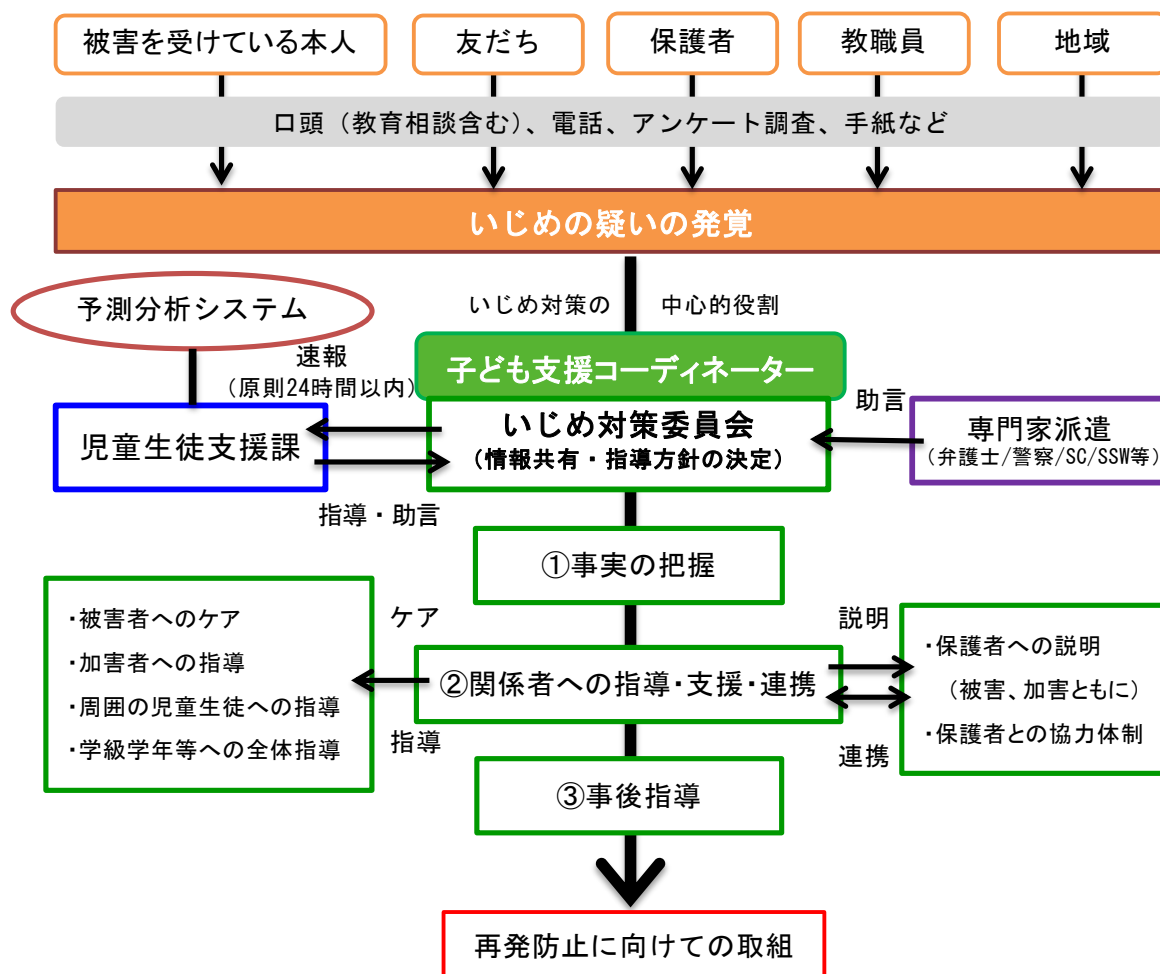 被害を受けている本人
友だち
保護者
教職員
地域
口頭（教育相談含む）、電話、アンケート調査、手紙など
いじめの疑いの発覚
予測分析システム
いじめ対策の
中心的役割
速報
（原則24時間以内）
子ども支援コーディネーター
いじめ対策委員会
（情報共有・指導方針の決定）
児童生徒支援課
指導・助言
助言
専門家派遣
（弁護士/警察/SC/SSW等）
①事実の把握
・被害者へのケア
・加害者への指導
・周囲の児童生徒への指導
・学級学年等への全体指導
ケア
指導
②関係者への指導・支援・連携
説明
連携
・保護者への説明
（被害、加害ともに）
・保護者との協力体制
③事後指導
再発防止に向けての取組